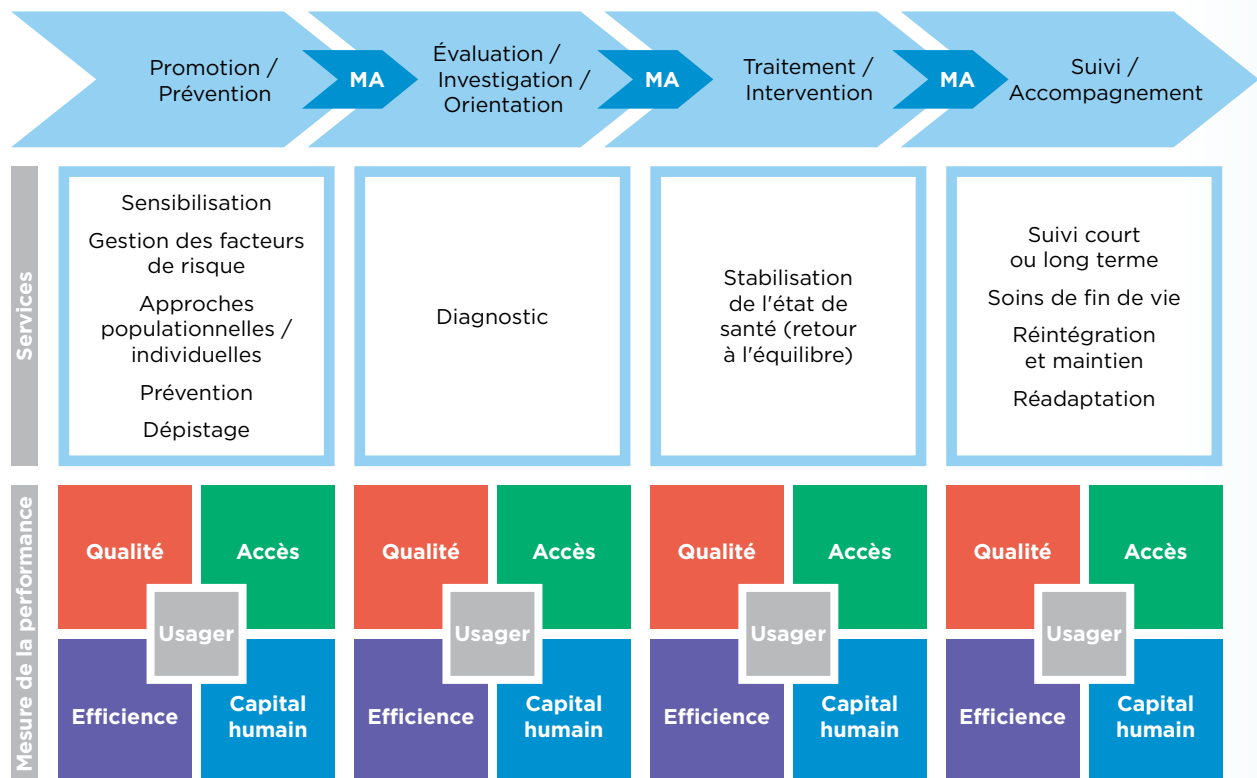 Promotion /
Prévention
MA
Évaluation /
Investigation /
Orientation
MA
Traitement /
Intervention
MA
Suivi /
Accompagnement
Services
Sensibilisation
Gestion des facteurs
de risque
Approches
populationnelles /
individuelles
Prévention
Dépistage
Diagnostic
Stabilisation
de l'état de
santé (retour
à l'équilibre)
Suivi court
ou long terme
Soins de fin de vie
Réintégration
et maintien
Réadaptation
Mesure de la performance
Qualité
Accès
Usager
Efficience
Capital
humain
Qualité
Accès
Usager
Efficience
Capital
humain
Qualité
Accès
Usager
Efficience
Capital
humain
Qualité
Accès
Usager
Efficience
Capital
humain